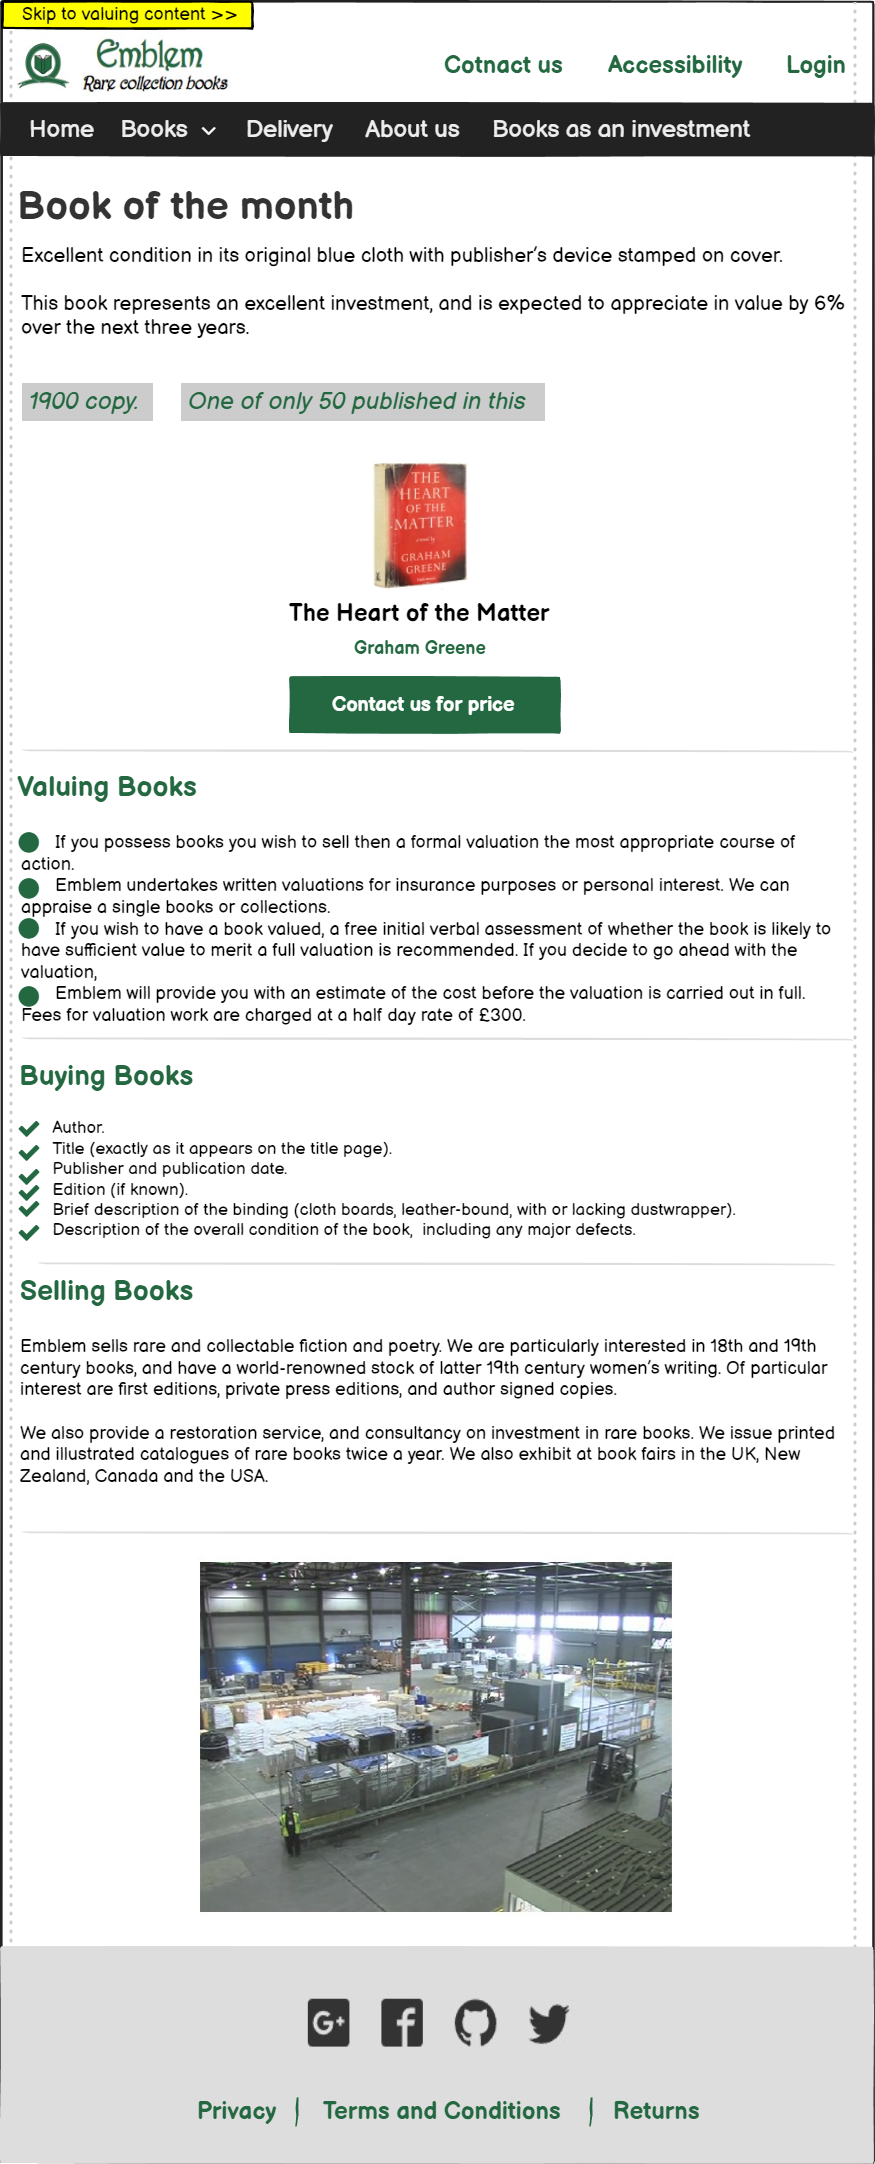 Skip to valuing content >>
Emblem
Rare collection books
Cotnact us Accessibility Login
Home Books Delivery About us Books as an investment
Book of the month
Excellent condition in its original blue cloth with publisher's device stamped on cover.
This book represents an excellent investment, and is expected to appreciate in value by 6%
over the next three years.
1900 copy. One of only 50 published in this
THE
HEART
OF THE
MATTER
a novel by
GRAHAM
GREENE
The Heart of the Matter
Graham Greene
Contact us for price
Valuing Books
If you possess books you wish to sell then a formal valuation the most appropriate course of
action.
Emblem undertakes written valuations for insurance purposes or personal interest. We can
appraise a single books or collections.
If you wish to have a book valued, a free initial verbal assessment of whether the book is likely to
have sufficient value to merit a full valuation is recommended. If you decide to go ahead with the
valuation,
Emblem will provide you with an estimate of the cost before the valuation is carried out in full.
Fees for valuation work are charged at a half day rate of £300.
Buying Books
Author.
Title (exactly as it appears on the title page).
Publisher and publication date.
Edition (if known).
Brief description of the binding (cloth boards, leather-bound, with or lacking dustwrapper).
Description of the overall condition of the book, including any major defects.
Selling Books
Emblem sells rare and collectable fiction and poetry. We are particularly interested in 18th and 19th
century books, and have a world-renowned stock of latter 19th century women's writing. Of particular
interest are first editions, private press editions, and author signed copies.
We also provide a restoration service, and consultancy on investment in rare books. We issue printed
and illustrated catalogues of rare books twice a year. We also exhibit at book fairs in the UK, New
Zealand, Canada and the USA.
G+
Privacy | Terms and Conditions | Returns